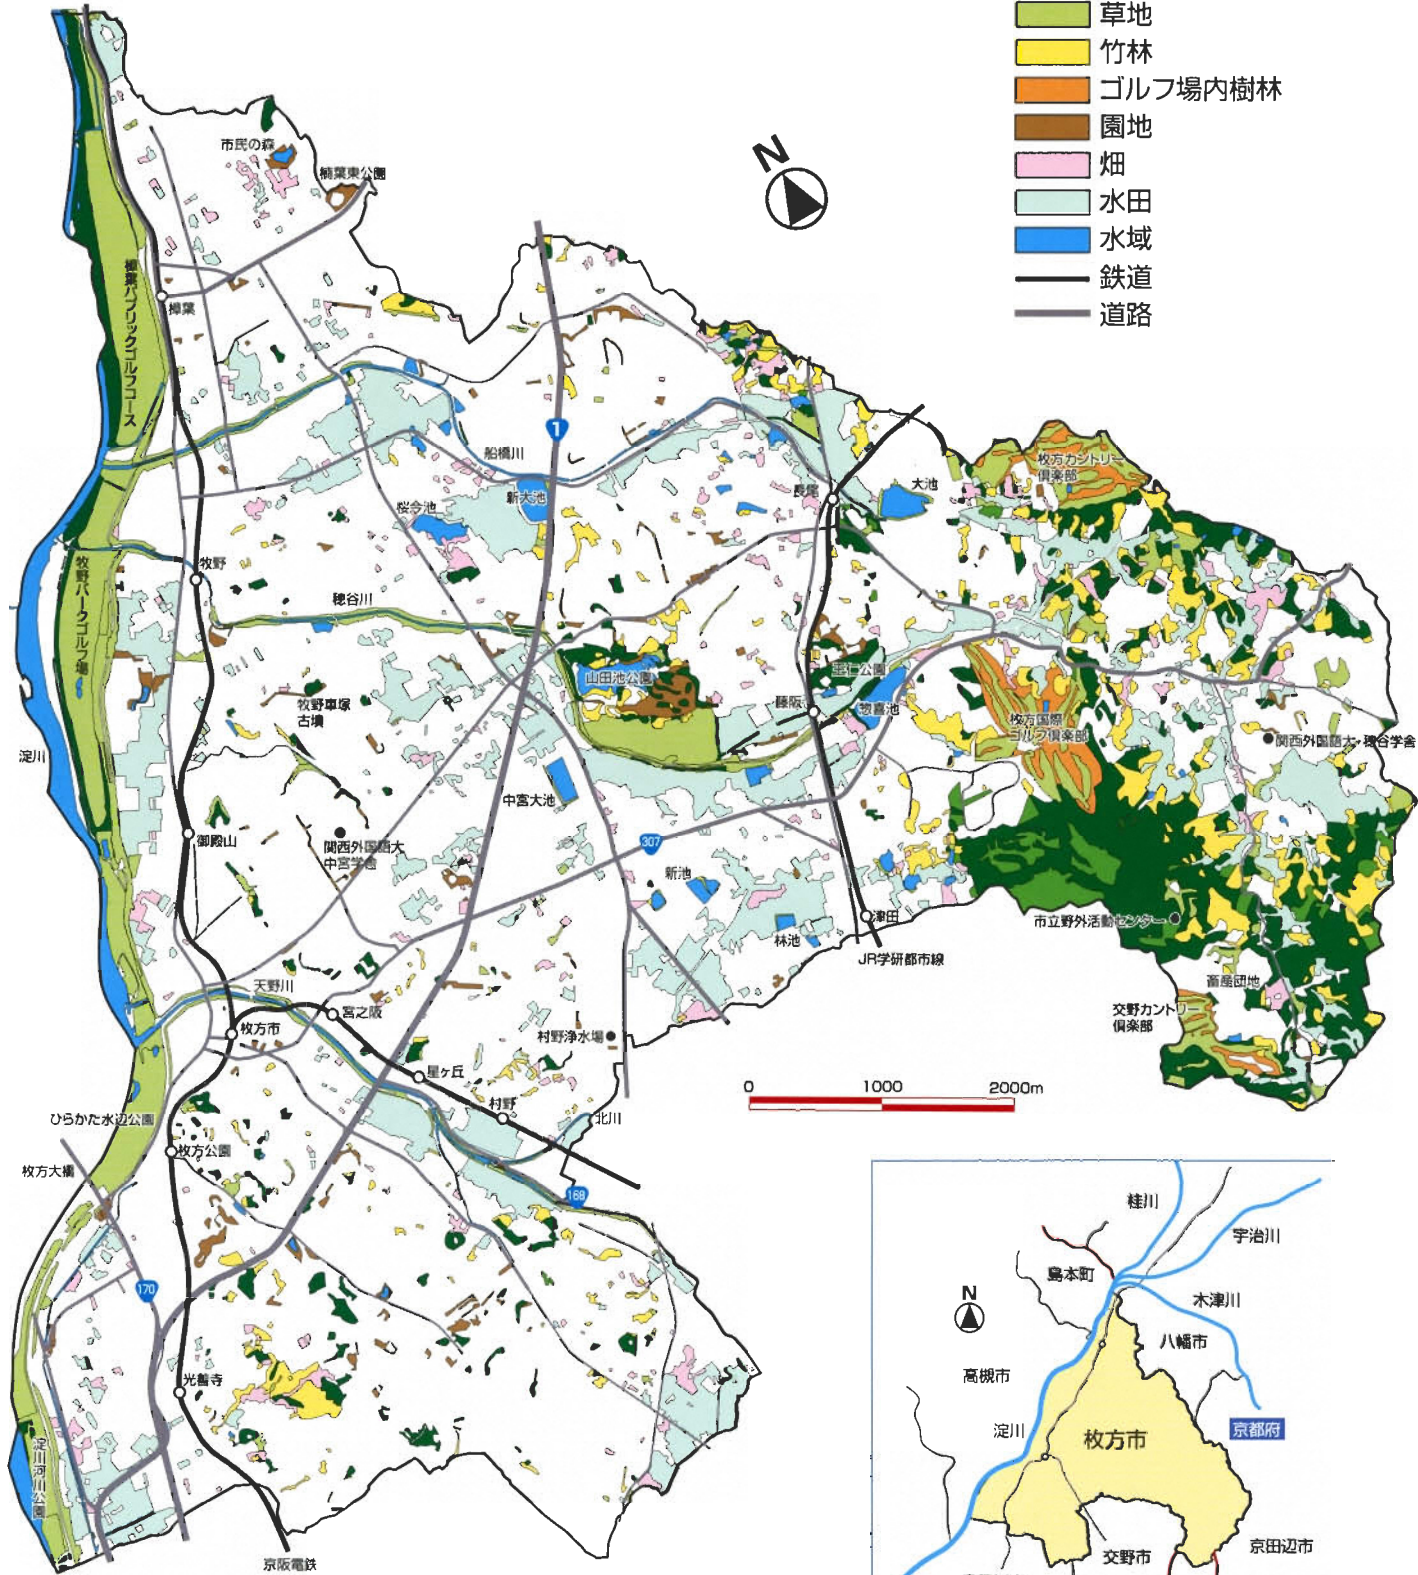 草地
竹林
ゴルフ場内樹林
園地
畑
水田
水域
鉄道
道路
N
市民の森
楠葉東公園
樟葉
樟葉パブリックゴルフコース
船橋川
1
新大池
桜今池
長尾
大池
枚方カントリー
倶楽部
牧野
穂谷川
牧野パークゴルフ場
山田池公園
王仁公園
藤阪
惣喜池
枚方国際
ゴルフ倶楽部
関西外国語大・穂谷学舎
牧野車塚
古墳
淀川
中宮大池
御殿山
関西外国語大
中宮学舎
307
新池
林池
津田
JR学研都市線
市立野外活動センター
畜産団地
交野カントリー
倶楽部
天野川
枚方市
宮之阪
村野浄水場
星ヶ丘
村野
北川
0 1000 2000m
ひらかた水辺公園
枚方大橋
枚方公園
168
170
光善寺
淀川河川公園
京阪電鉄
桂川
宇治川
島本町
N
木津川
八幡市
高槻市
淀川
枚方市
京都府
交野市
京田辺市